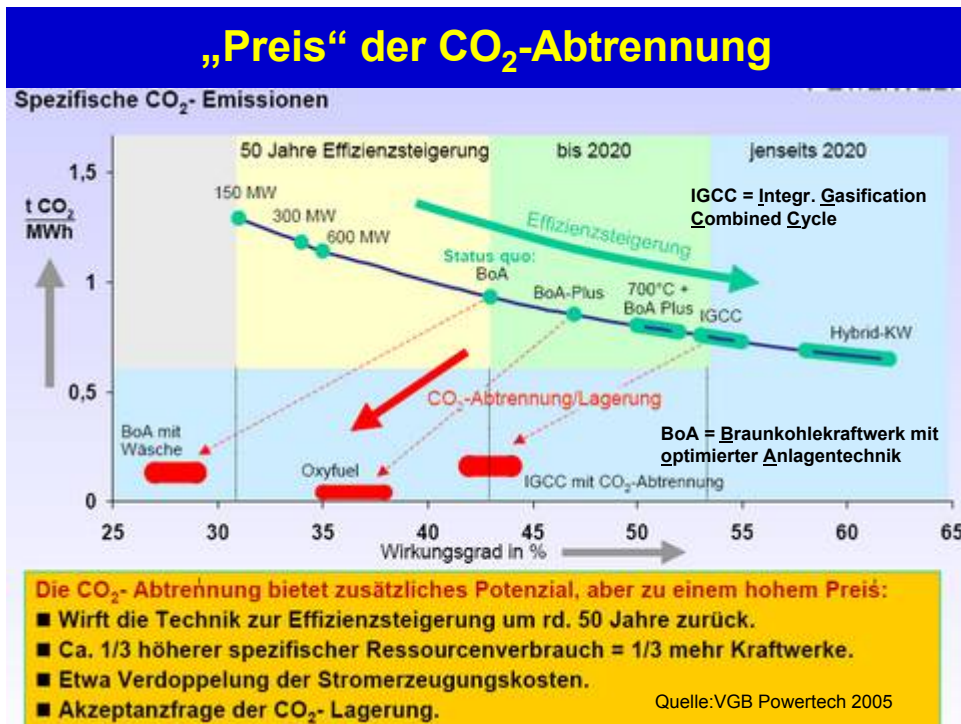 „Preis“ der CO₂-Abtrennung
Spezifische CO₂- Emissionen
50 Jahre Effizienzsteigerung
bis 2020
jenseits 2020
1,5
t CO₂
MWh
150 MW
300 MW
600 MW
IGCC = Integr. Gasification
Combined Cycle
Effizienzsteigerung
Status quo:
BoA
1
BoA-Plus
700°C +
BoA Plus
IGCC
Hybrid-KW
0,5
CO₂-Abtrennung/Lagerung
BoA mit
Wäsche
BoA = Braunkohlekraftwerk mit
optimierter Anlagentechnik
Oxyfuel
IGCC mit CO₂-Abtrennung
0
25 30 35 40 45 50 55 60 65
Wirkungsgrad in %
Die CO₂- Abtrennung bietet zusätzliches Potenzial, aber zu einem hohem Preis:
■ Wirft die Technik zur Effizienzsteigerung um rd. 50 Jahre zurück.
■ Ca. 1/3 höherer spezifischer Ressourcenverbrauch = 1/3 mehr Kraftwerke.
■ Etwa Verdoppelung der Stromerzeugungskosten.
■ Akzeptanzfrage der CO₂- Lagerung.
Quelle:VGB Powertech 2005